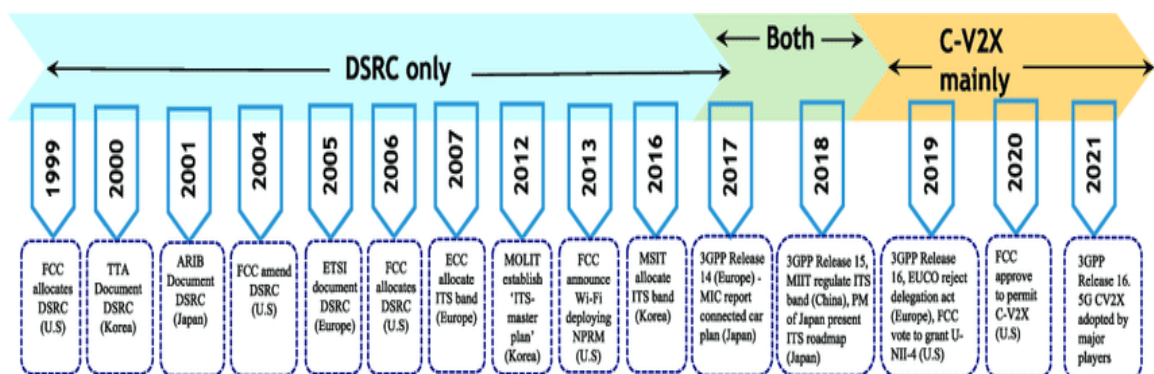 DSRC only
Both
C-V2X
mainly
1999
2000
2001
2004
2005
2006
2007
2012
2013
2016
2017
2018
2019
2020
2021
FCC
allocates
DSRC
(U.S)
TTA
Document
DSRC
(Korea)
ARIB
Document
DSRC
(Japan)
FCC amend
DSRC
(U.S)
ETSI
document
DSRC
(Europe)
FCC
allocates
DSRC
(U.S)
ECC
allocate
ITS band
(Europe)
MOLIT
establish
'ITS-
master
plan'
(Korea)
FCC
announce
Wi-Fi
deploying
NPRM
(U.S)
MSIT
allocate
ITS band
(Korea)
3GPP Release
14 (Europe) -
MIC report
connected car
plan (Japan)
3GPP Release 15,
MIIT regulate ITS
band (China), PM
of Japan present
ITS roadmap
(Japan)
3GPP Release
16, EUCO reject
delegation act
(Europe), FCC
vote to grant U-
NII-4 (U.S)
FCC
approve
to permit
C-V2X
(U.S)
3GPP
Release 16.
5G CV2X
adopted by
major
players